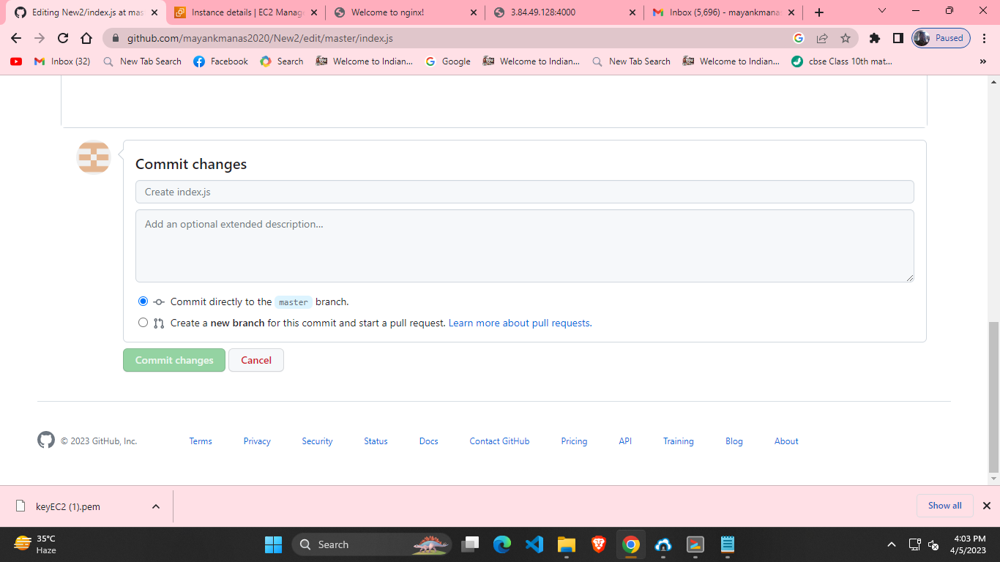 Editing New2/index.js at mas
Instance details | EC2 Manage
Welcome to nginx!
3.84.49.128:4000
Inbox (5,696) - mayankmanas
github.com/mayankmanas2020/New2/edit/master/index.js
Paused
Inbox (32)
New Tab Search
Facebook
Search
Welcome to Indian...
Google
Welcome to Indian...
New Tab Search
Welcome to Indian...
cbse Class 10th mat...
»
Commit changes
Create index.js
Add an optional extended description...
Commit directly to the master branch.
Create a new branch for this commit and start a pull request. Learn more about pull requests.
Commit changes
Cancel
© 2023 GitHub, Inc.
Terms
Privacy
Security
Status
Docs
Contact GitHub
Pricing
API
Training
Blog
About
keyEC2 (1).pem
Show all
35°C
Haze
Search
4:03 PM
4/5/2023